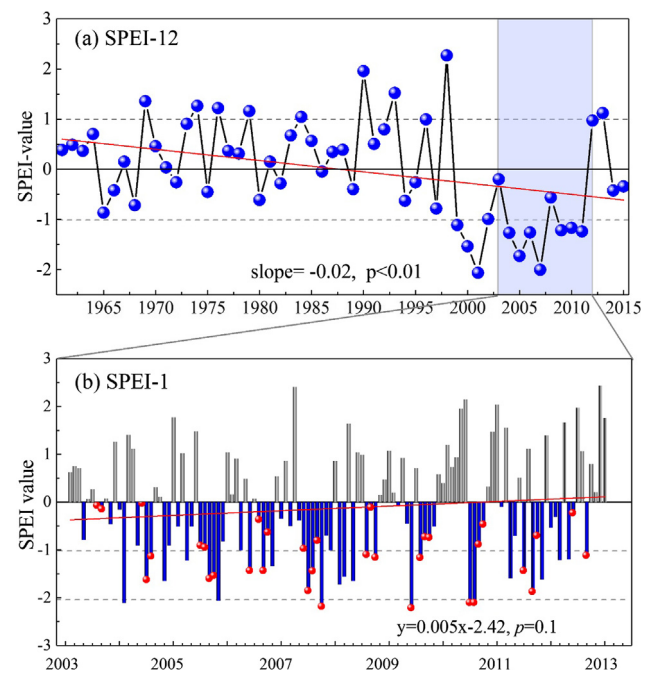 3
(a) SPEI-12
2
1
0
-1
-2
SPEI-value
slope= -0.02, p<0.01
1965 1970 1975 1980 1985 1990 1995 2000 2005 2010 2015
3
(b) SPEI-1
2
1
0
-1
-2
-3
SPEI value
y=0.005x-2.42, p=0.1
2003 2005 2007 2009 2011 2013